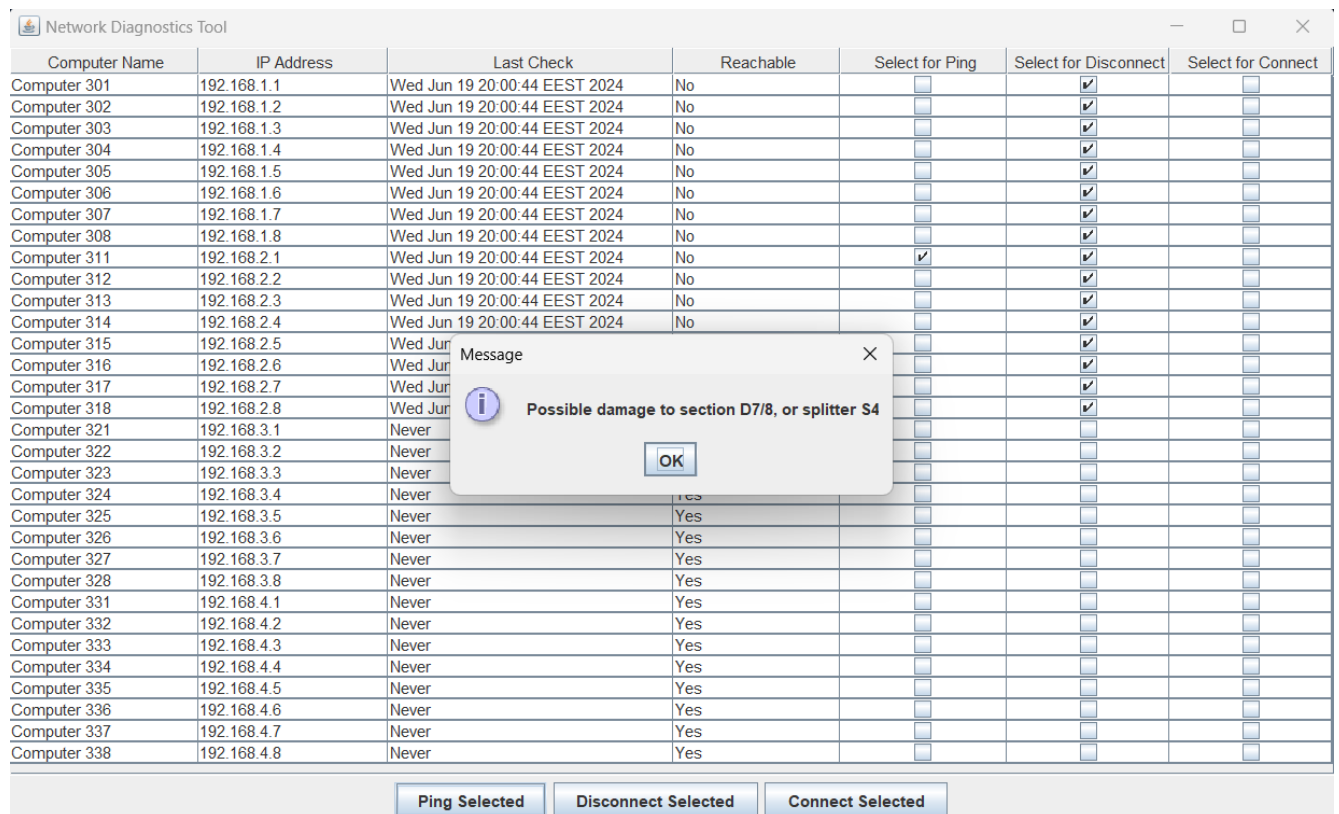 Network Diagnostics Tool
Computer Name IP Address Last Check Reachable Select for Ping Select for Disconnect Select for Connect
Computer 301 192.168.1.1 Wed Jun 19 20:00:44 EEST 2024 No
Computer 302 192.168.1.2 Wed Jun 19 20:00:44 EEST 2024 No
Computer 303 192.168.1.3 Wed Jun 19 20:00:44 EEST 2024 No
Computer 304 192.168.1.4 Wed Jun 19 20:00:44 EEST 2024 No
Computer 305 192.168.1.5 Wed Jun 19 20:00:44 EEST 2024 No
Computer 306 192.168.1.6 Wed Jun 19 20:00:44 EEST 2024 No
Computer 307 192.168.1.7 Wed Jun 19 20:00:44 EEST 2024 No
Computer 308 192.168.1.8 Wed Jun 19 20:00:44 EEST 2024 No
Computer 311 192.168.2.1 Wed Jun 19 20:00:44 EEST 2024 No
Computer 312 192.168.2.2 Wed Jun 19 20:00:44 EEST 2024 No
Computer 313 192.168.2.3 Wed Jun 19 20:00:44 EEST 2024 No
Computer 314 192.168.2.4 Wed Jun 19 20:00:44 EEST 2024 No
Computer 315 192.168.2.5 Wed Jun
Computer 316 192.168.2.6 Wed Jun
Computer 317 192.168.2.7 Wed Jun
Computer 318 192.168.2.8 Wed Jun
Computer 321 192.168.3.1 Never
Computer 322 192.168.3.2 Never
Computer 323 192.168.3.3 Never
Computer 324 192.168.3.4 Never Yes
Computer 325 192.168.3.5 Never Yes
Computer 326 192.168.3.6 Never Yes
Computer 327 192.168.3.7 Never Yes
Computer 328 192.168.3.8 Never Yes
Computer 331 192.168.4.1 Never Yes
Computer 332 192.168.4.2 Never Yes
Computer 333 192.168.4.3 Never Yes
Computer 334 192.168.4.4 Never Yes
Computer 335 192.168.4.5 Never Yes
Computer 336 192.168.4.6 Never Yes
Computer 337 192.168.4.7 Never Yes
Computer 338 192.168.4.8 Never Yes
Message
Possible damage to section D7/8, or splitter S4
OK
Ping Selected Disconnect Selected Connect Selected